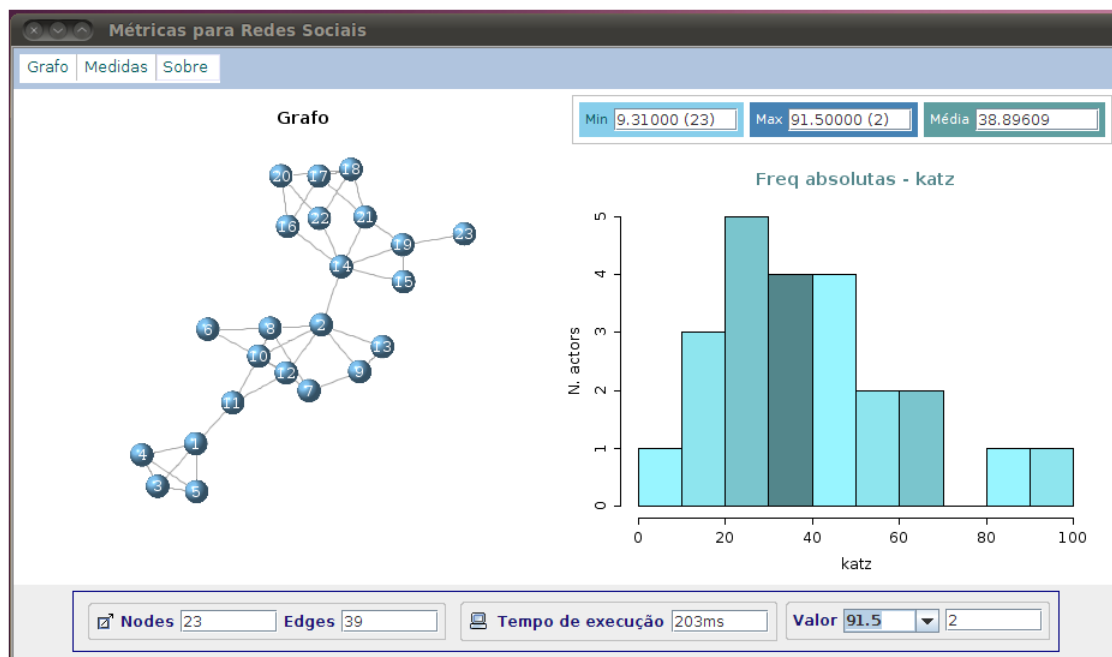 Métricas para Redes Sociais
Grafo Medidas Sobre
Grafo
Min 9.31000 (23) Max 91.50000 (2) Média 38.89609
Freq absolutas - katz
20 17 18
16 22 21
19 23
14
15
6 8 2
10 13
12 9
7
11
1
4
3 5
N. actors
5
4
3
2
1
0
0 20 40 60 80 100
katz
Nodes 23 Edges 39 Tempo de execução 203ms Valor 91.5 2